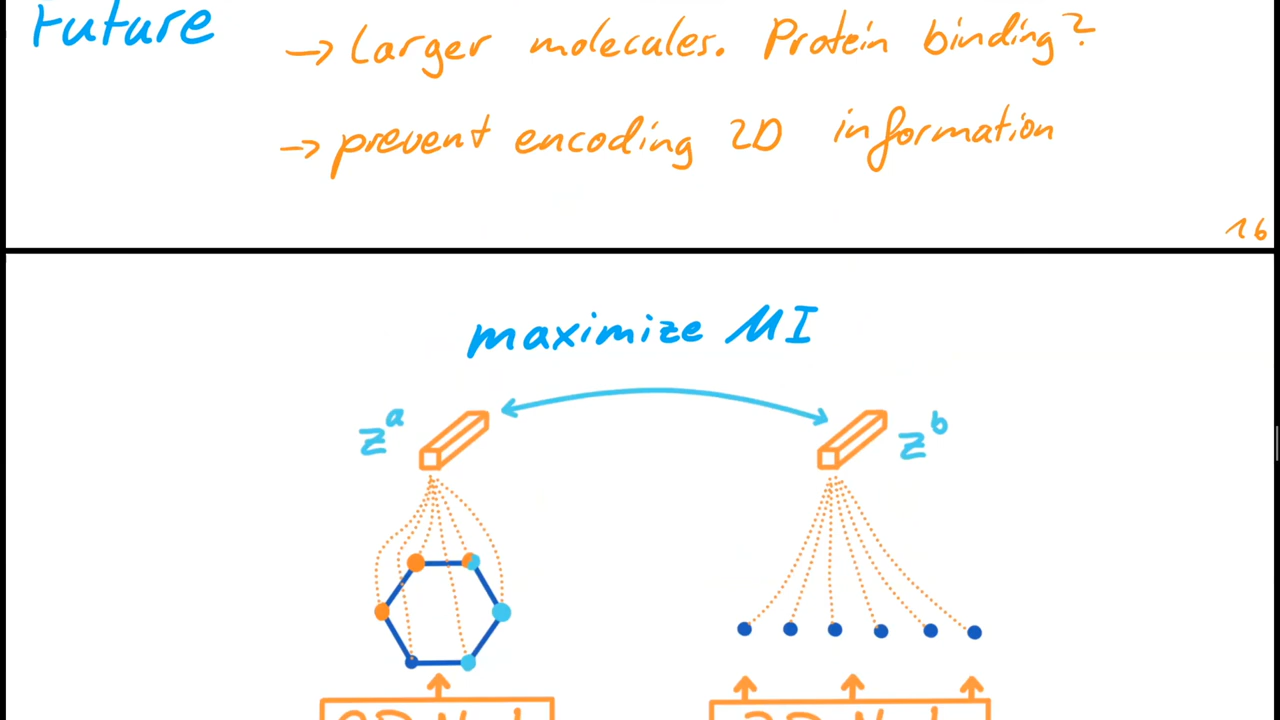 Future
→ Larger molecules. Protein binding?
→ prevent encoding 2D information
16
maximize MI
z^a
z^b